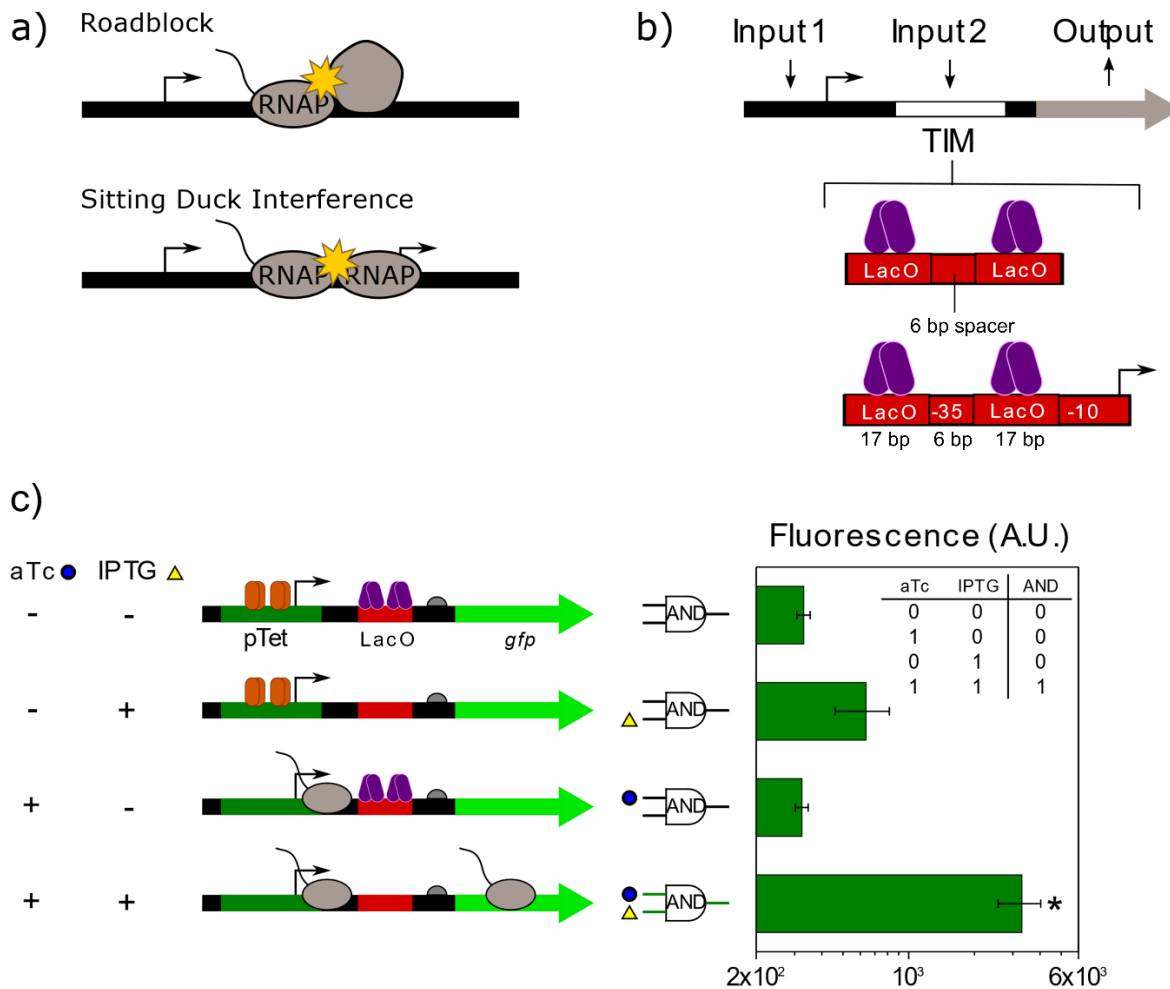 a)
Roadblock
RNAP
Sitting Duck Interference
RNAP RNAP
b)
Input 1 Input 2 Output
TIM
LacO LacO
6 bp spacer
LacO -35 LacO -10
17 bp 6 bp 17 bp
c)
Fluorescence (A.U.)
aTc IPTG
aTc IPTG AND
0 0 0
1 0 0
0 1 0
1 1 1
- -
pTet LacO gfp
AND
- +
AND
+ -
AND
+ +
AND
*
2x10² 10³ 6x10³